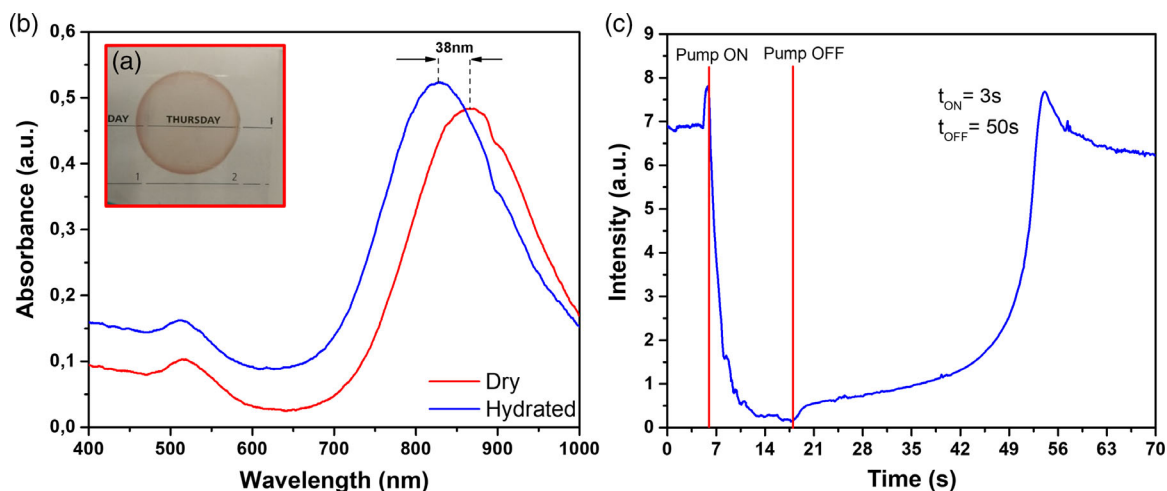 (b)
0,6
0,5
0,4
0,3
0,2
0,1
0,0
Absorbance (a.u.)
400 500 600 700 800 900 1000
Wavelength (nm)
38nm
(a)
DAY THURSDAY
1 2
Dry
Hydrated
(c)
9
8
7
6
5
4
3
2
1
0
Intensity (a.u.)
0 7 14 21 28 35 42 49 56 63 70
Time (s)
Pump ON Pump OFF
tON= 3s
tOFF= 50s